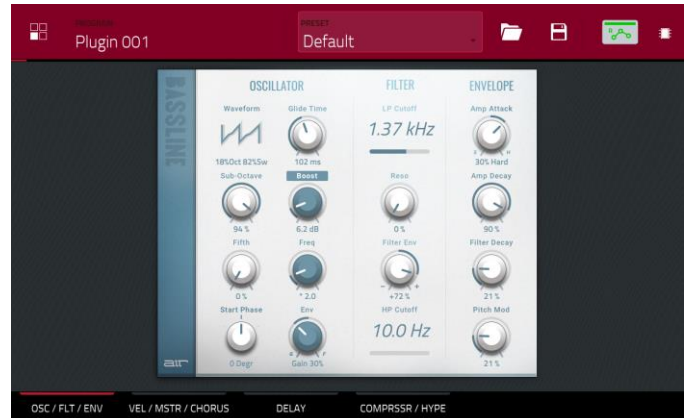 PROGRAM
Plugin 001
PRESET
Default
BASSLINE
OSCILLATOR
FILTER
ENVELOPE
Waveform
Glide Time
LP Cutoff
Amp Attack
1.37 kHz
S H
18%Oct 82%Sw
102 ms
30% Hard
Sub-Octave
Boost
Reso
Amp Decay
94 %
6.2 dB
0 %
90 %
Fifth
Freq
Filter Env
Filter Decay
- +
0 %
* 2.0
+72 %
21 %
Start Phase
Env
HP Cutoff
Pitch Mod
10.0 Hz
0 Degr
Gain 30%
21 %
air
OSC / FLT / ENV
VEL / MSTR / CHORUS
DELAY
COMPRSSR / HYPE